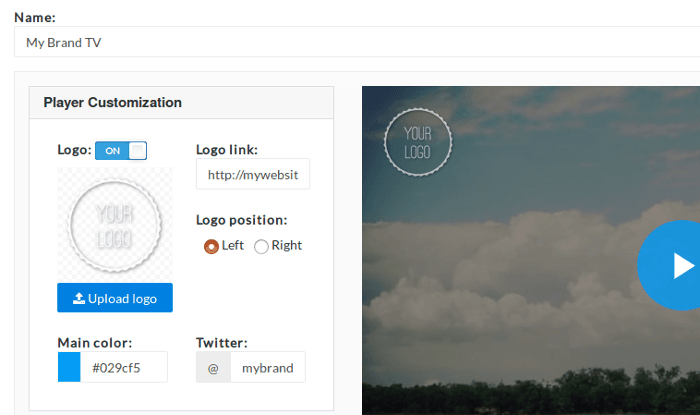 Name:
My Brand TV
Player Customization
Logo: ON
Logo link:
http://mywebsit
YOUR
LOGO
Logo position:
Left Right
Upload logo
Main color:
#029cf5
Twitter:
@ mybrand
YOUR
LOGO